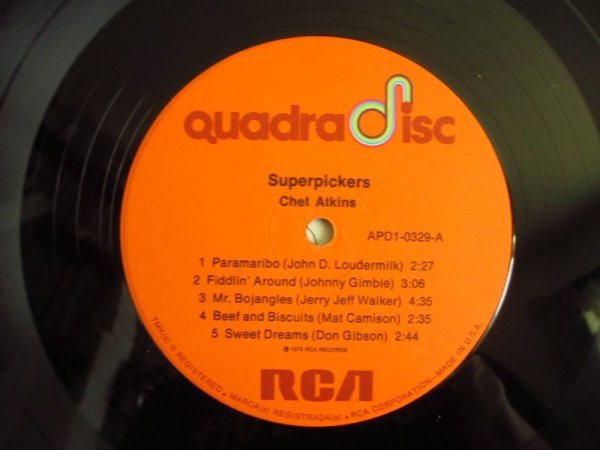 quadradisc
Superpickers
Chet Atkins
APD1-0329-A
1 Paramaribo (John D. Loudermilk) 2:27
2 Fiddlin' Around (Johnny Gimble) 3:06
3 Mr. Bojangles (Jerry Jeff Walker) 4:35
4 Beef and Biscuits (Mat Camison) 2:35
5 Sweet Dreams (Don Gibson) 2:44
℗ 1974 RCA RECORDS
RCA
TMK(s) ® REGISTERED • MARCA(s) REGISTRADA(s) • RCA CORPORATION—MADE IN U.S.A.